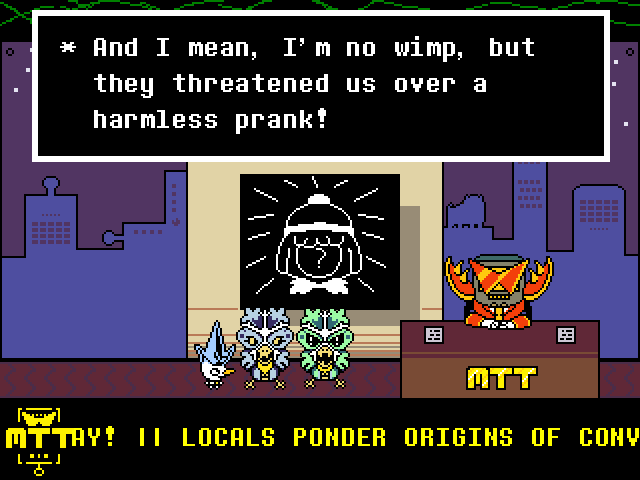 * And I mean, I'm no wimp, but
they threatened us over a
harmless prank!
?
MTT
MTT
AY! || LOCALS PONDER ORIGINS OF CONV